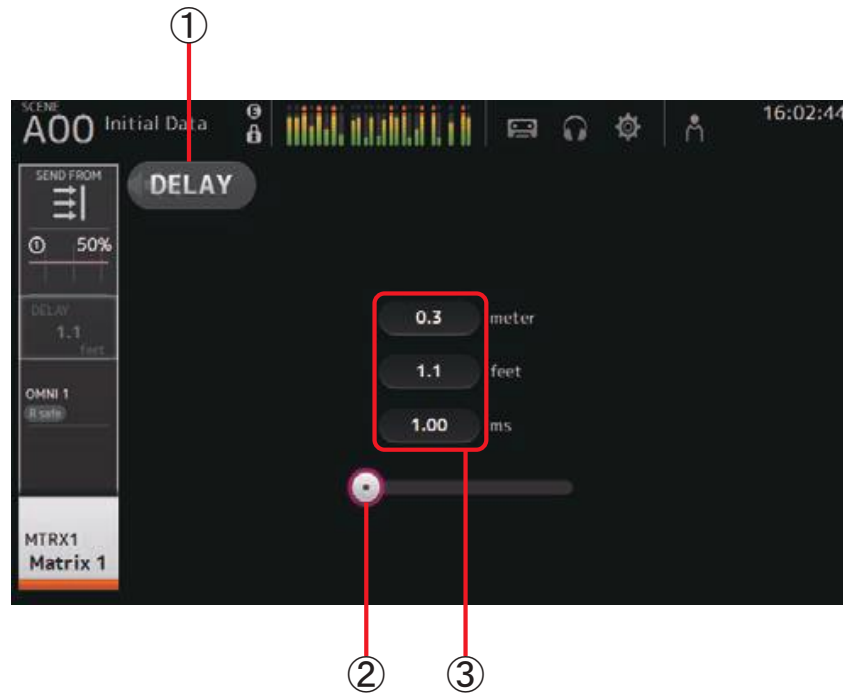 ①
SCENE
A00 Initial Data
E
16:02:44
SEND FROM
DELAY
① 50%
DELAY
1.1
feet
0.3 meter
1.1 feet
1.00 ms
OMNI 1
R safe
MTRX1
Matrix 1
② ③